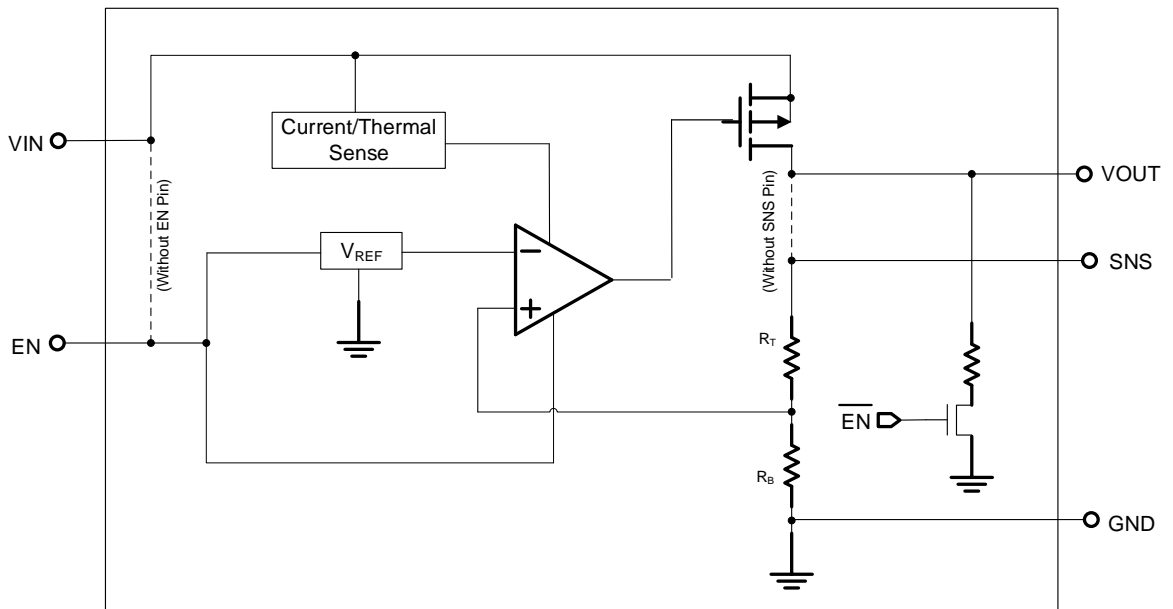 Current/Thermal
Sense
VIN
VOUT
(Without EN Pin)
(Without SNS Pin)
VREF
SNS
−
+
EN
RT
EN
RB
GND